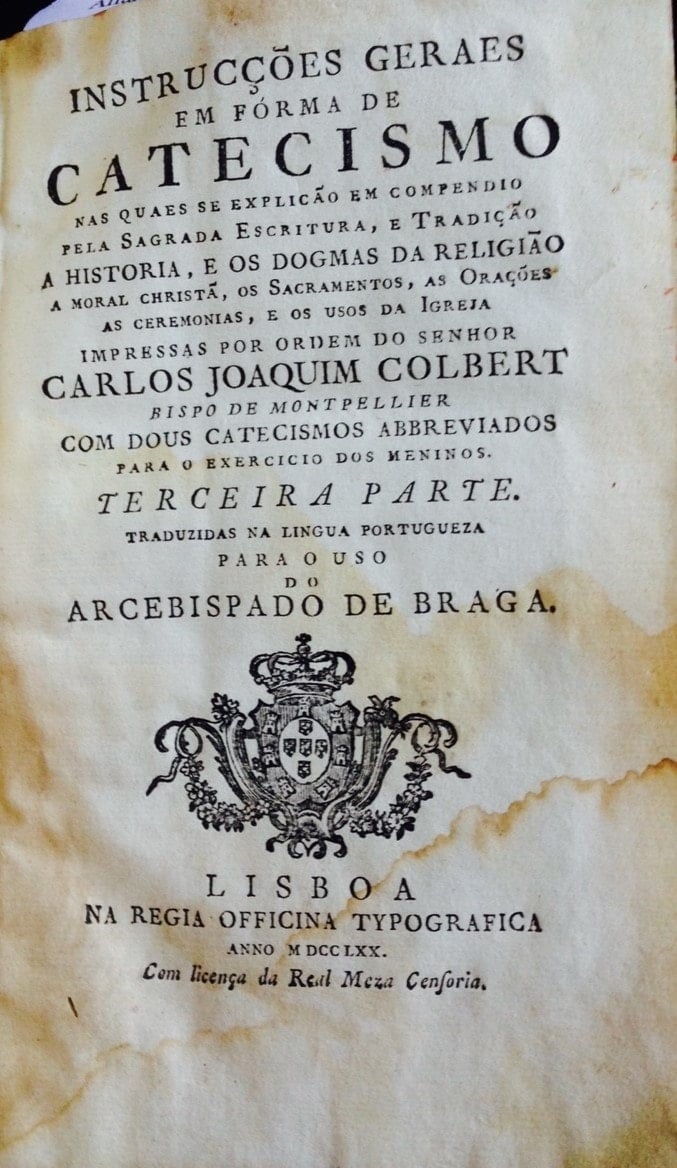 INSTRUCÇÕES GERAES
EM FÓRMA DE
CATECISMO
NAS QUAES SE EXPLICÃO EM COMPENDIO
PELA SAGRADA ESCRITURA, E TRADIÇÃO
A HISTORIA, E OS DOGMAS DA RELIGIÃO
A MORAL CHRISTÃ, OS SACRAMENTOS, AS ORAÇÕES
AS CEREMONIAS, E OS USOS DA IGREJA
IMPRESSAS POR ORDEM DO SENHOR
CARLOS JOAQUIM COLBERT
BISPO DE MONTPELLIER
COM DOUS CATECISMOS ABBREVIADOS
PARA O EXERCICIO DOS MENINOS.
TERCEIRA PARTE.
TRADUZIDAS NA LINGUA PORTUGUEZA
PARA O USO
DO
ARCEBISPADO DE BRAGA.
LISBOA
NA REGIA OFFICINA TYPOGRAFICA
ANNO MDCCLXX.
Com licença da Real Meza Cenſoria.